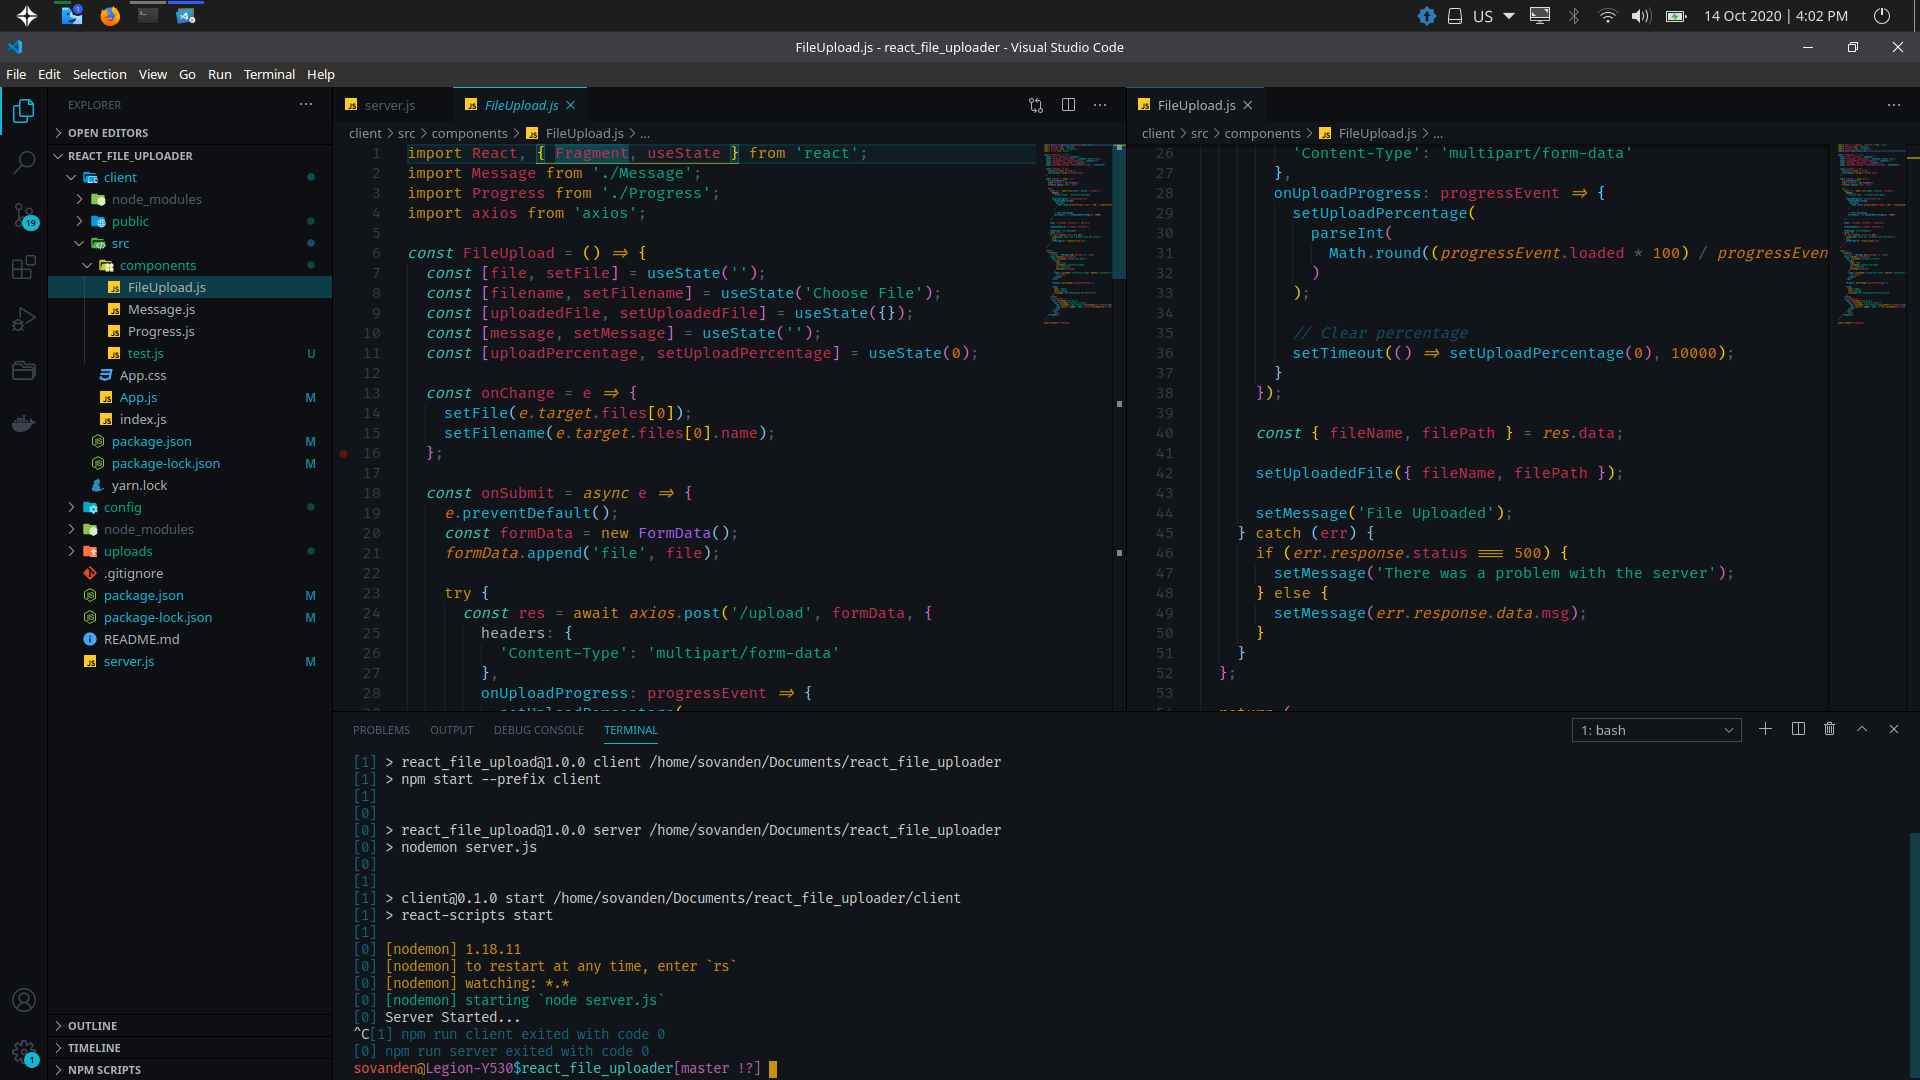 US
14 Oct 2020 | 4:02 PM
FileUpload.js - react_file_uploader - Visual Studio Code
File Edit Selection View Go Run Terminal Help
EXPLORER
OPEN EDITORS
REACT_FILE_UPLOADER
client
node_modules
public
src
components
FileUpload.js
Message.js
Progress.js
test.js U
App.css
App.js M
index.js
package.json M
package-lock.json M
yarn.lock
config
node_modules
uploads
.gitignore
package.json M
package-lock.json M
README.md
server.js M
OUTLINE
TIMELINE
NPM SCRIPTS
19
1
1
server.js FileUpload.js
client > src > components > FileUpload.js > ...
1 import React, { Fragment, useState } from 'react';
2 import Message from './Message';
3 import Progress from './Progress';
4 import axios from 'axios';
5
6 const FileUpload = () => {
7 const [file, setFile] = useState('');
8 const [filename, setFilename] = useState('Choose File');
9 const [uploadedFile, setUploadedFile] = useState({});
10 const [message, setMessage] = useState('');
11 const [uploadPercentage, setUploadPercentage] = useState(0);
12
13 const onChange = e => {
14 setFile(e.target.files[0]);
15 setFilename(e.target.files[0].name);
16 };
17
18 const onSubmit = async e => {
19 e.preventDefault();
20 const formData = new FormData();
21 formData.append('file', file);
22
23 try {
24 const res = await axios.post('/upload', formData, {
25 headers: {
26 'Content-Type': 'multipart/form-data'
27 },
28 onUploadProgress: progressEvent => {
FileUpload.js
client > src > components > FileUpload.js > ...
26 'Content-Type': 'multipart/form-data'
27 },
28 onUploadProgress: progressEvent => {
29 setUploadPercentage(
30 parseInt(
31 Math.round((progressEvent.loaded * 100) / progressEven
32 )
33 );
34
35 // Clear percentage
36 setTimeout(() => setUploadPercentage(0), 10000);
37 }
38 });
39
40 const { fileName, filePath } = res.data;
41
42 setUploadedFile({ fileName, filePath });
43
44 setMessage('File Uploaded');
45 } catch (err) {
46 if (err.response.status === 500) {
47 setMessage('There was a problem with the server');
48 } else {
49 setMessage(err.response.data.msg);
50 }
51 }
52 };
53
PROBLEMS OUTPUT DEBUG CONSOLE TERMINAL
1: bash
[1] > react_file_upload@1.0.0 client /home/sovanden/Documents/react_file_uploader
[1] > npm start --prefix client
[1]
[0]
[0] > react_file_upload@1.0.0 server /home/sovanden/Documents/react_file_uploader
[0] > nodemon server.js
[0]
[1]
[1] > client@0.1.0 start /home/sovanden/Documents/react_file_uploader/client
[1] > react-scripts start
[1]
[0] [nodemon] 1.18.11
[0] [nodemon] to restart at any time, enter `rs`
[0] [nodemon] watching: *.*
[0] [nodemon] starting `node server.js`
[0] Server Started...
^C[1] npm run client exited with code 0
[0] npm run server exited with code 0
sovanden@Legion-Y530$react_file_uploader[master !?]